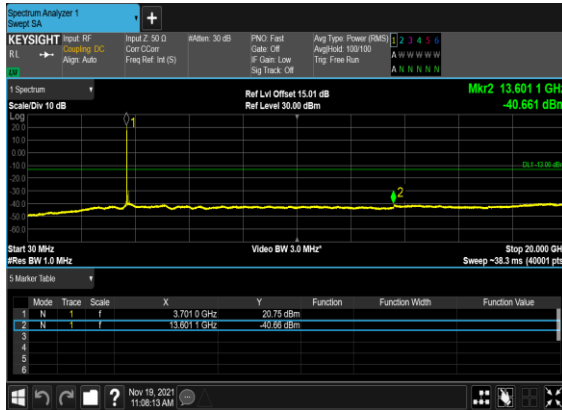 Spectrum Analyzer 1
Swept SA
+
KEYSIGHT Input: RF Input Z: 50 Ω #Atten: 30 dB PNO: Fast Avg Type: Power (RMS) 1 2 3 4 5 6
RL Coupling: DC Corr CCorr Gate: Off Avg|Hold: 100/100 A W W W W W
Align: Auto Freq Ref: Int (S) IF Gain: Low Trig: Free Run
LU Sig Track: Off A N N N N N
1 Spectrum Ref Lvl Offset 15.01 dB Mkr2 13.601 1 GHz
Scale/Div 10 dB Ref Level 30.00 dBm -40.661 dBm
Log
1
20.0
10.0
0.00
-10.0
DL1 -13.00 dBm
-20.0
-30.0
2
-40.0
-50.0
-60.0
Start 30 MHz Video BW 3.0 MHz* Stop 20.000 GHz
#Res BW 1.0 MHz Sweep ~38.3 ms (40001 pts)
5 Marker Table
Mode Trace Scale X Y Function Function Width Function Value
1 N 1 f 3.701 0 GHz 20.75 dBm
2 N 1 f 13.601 1 GHz -40.66 dBm
3
4
5
6
? Nov 19, 2021
11:08:13 AM